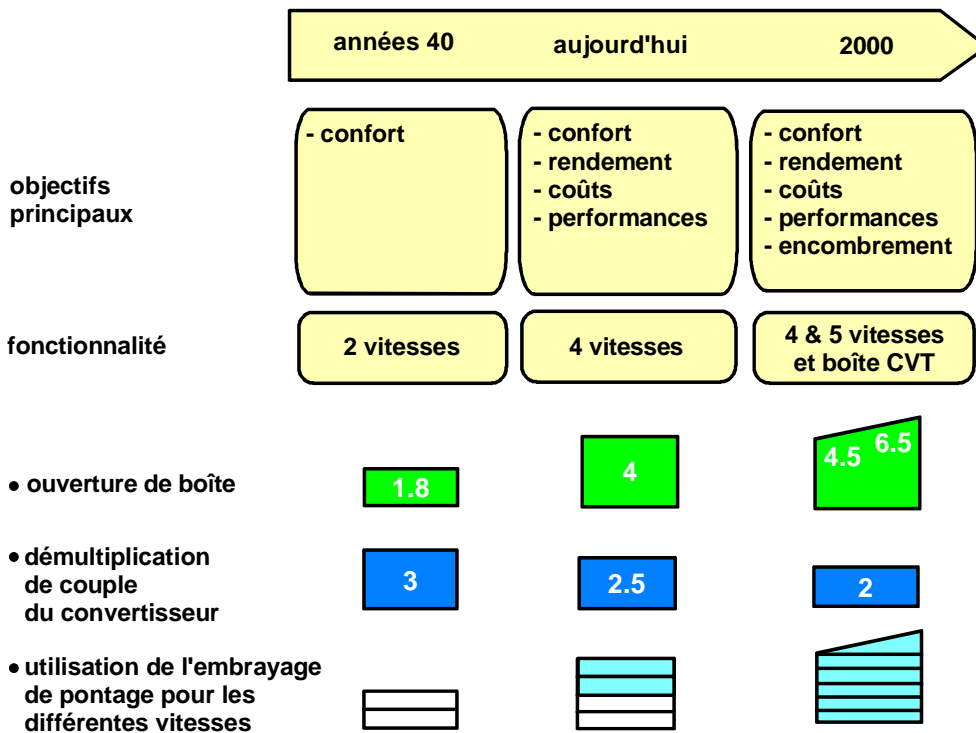 années 40 aujourd'hui 2000
objectifs
principaux
- confort
- confort
- rendement
- coûts
- performances
- confort
- rendement
- coûts
- performances
- encombrement
fonctionnalité
2 vitesses
4 vitesses
4 & 5 vitesses
et boîte CVT
• ouverture de boîte
1.8
4
4.5 6.5
• démultiplication
de couple
du convertisseur
3
2.5
2
• utilisation de l'embrayage
de pontage pour les
différentes vitesses